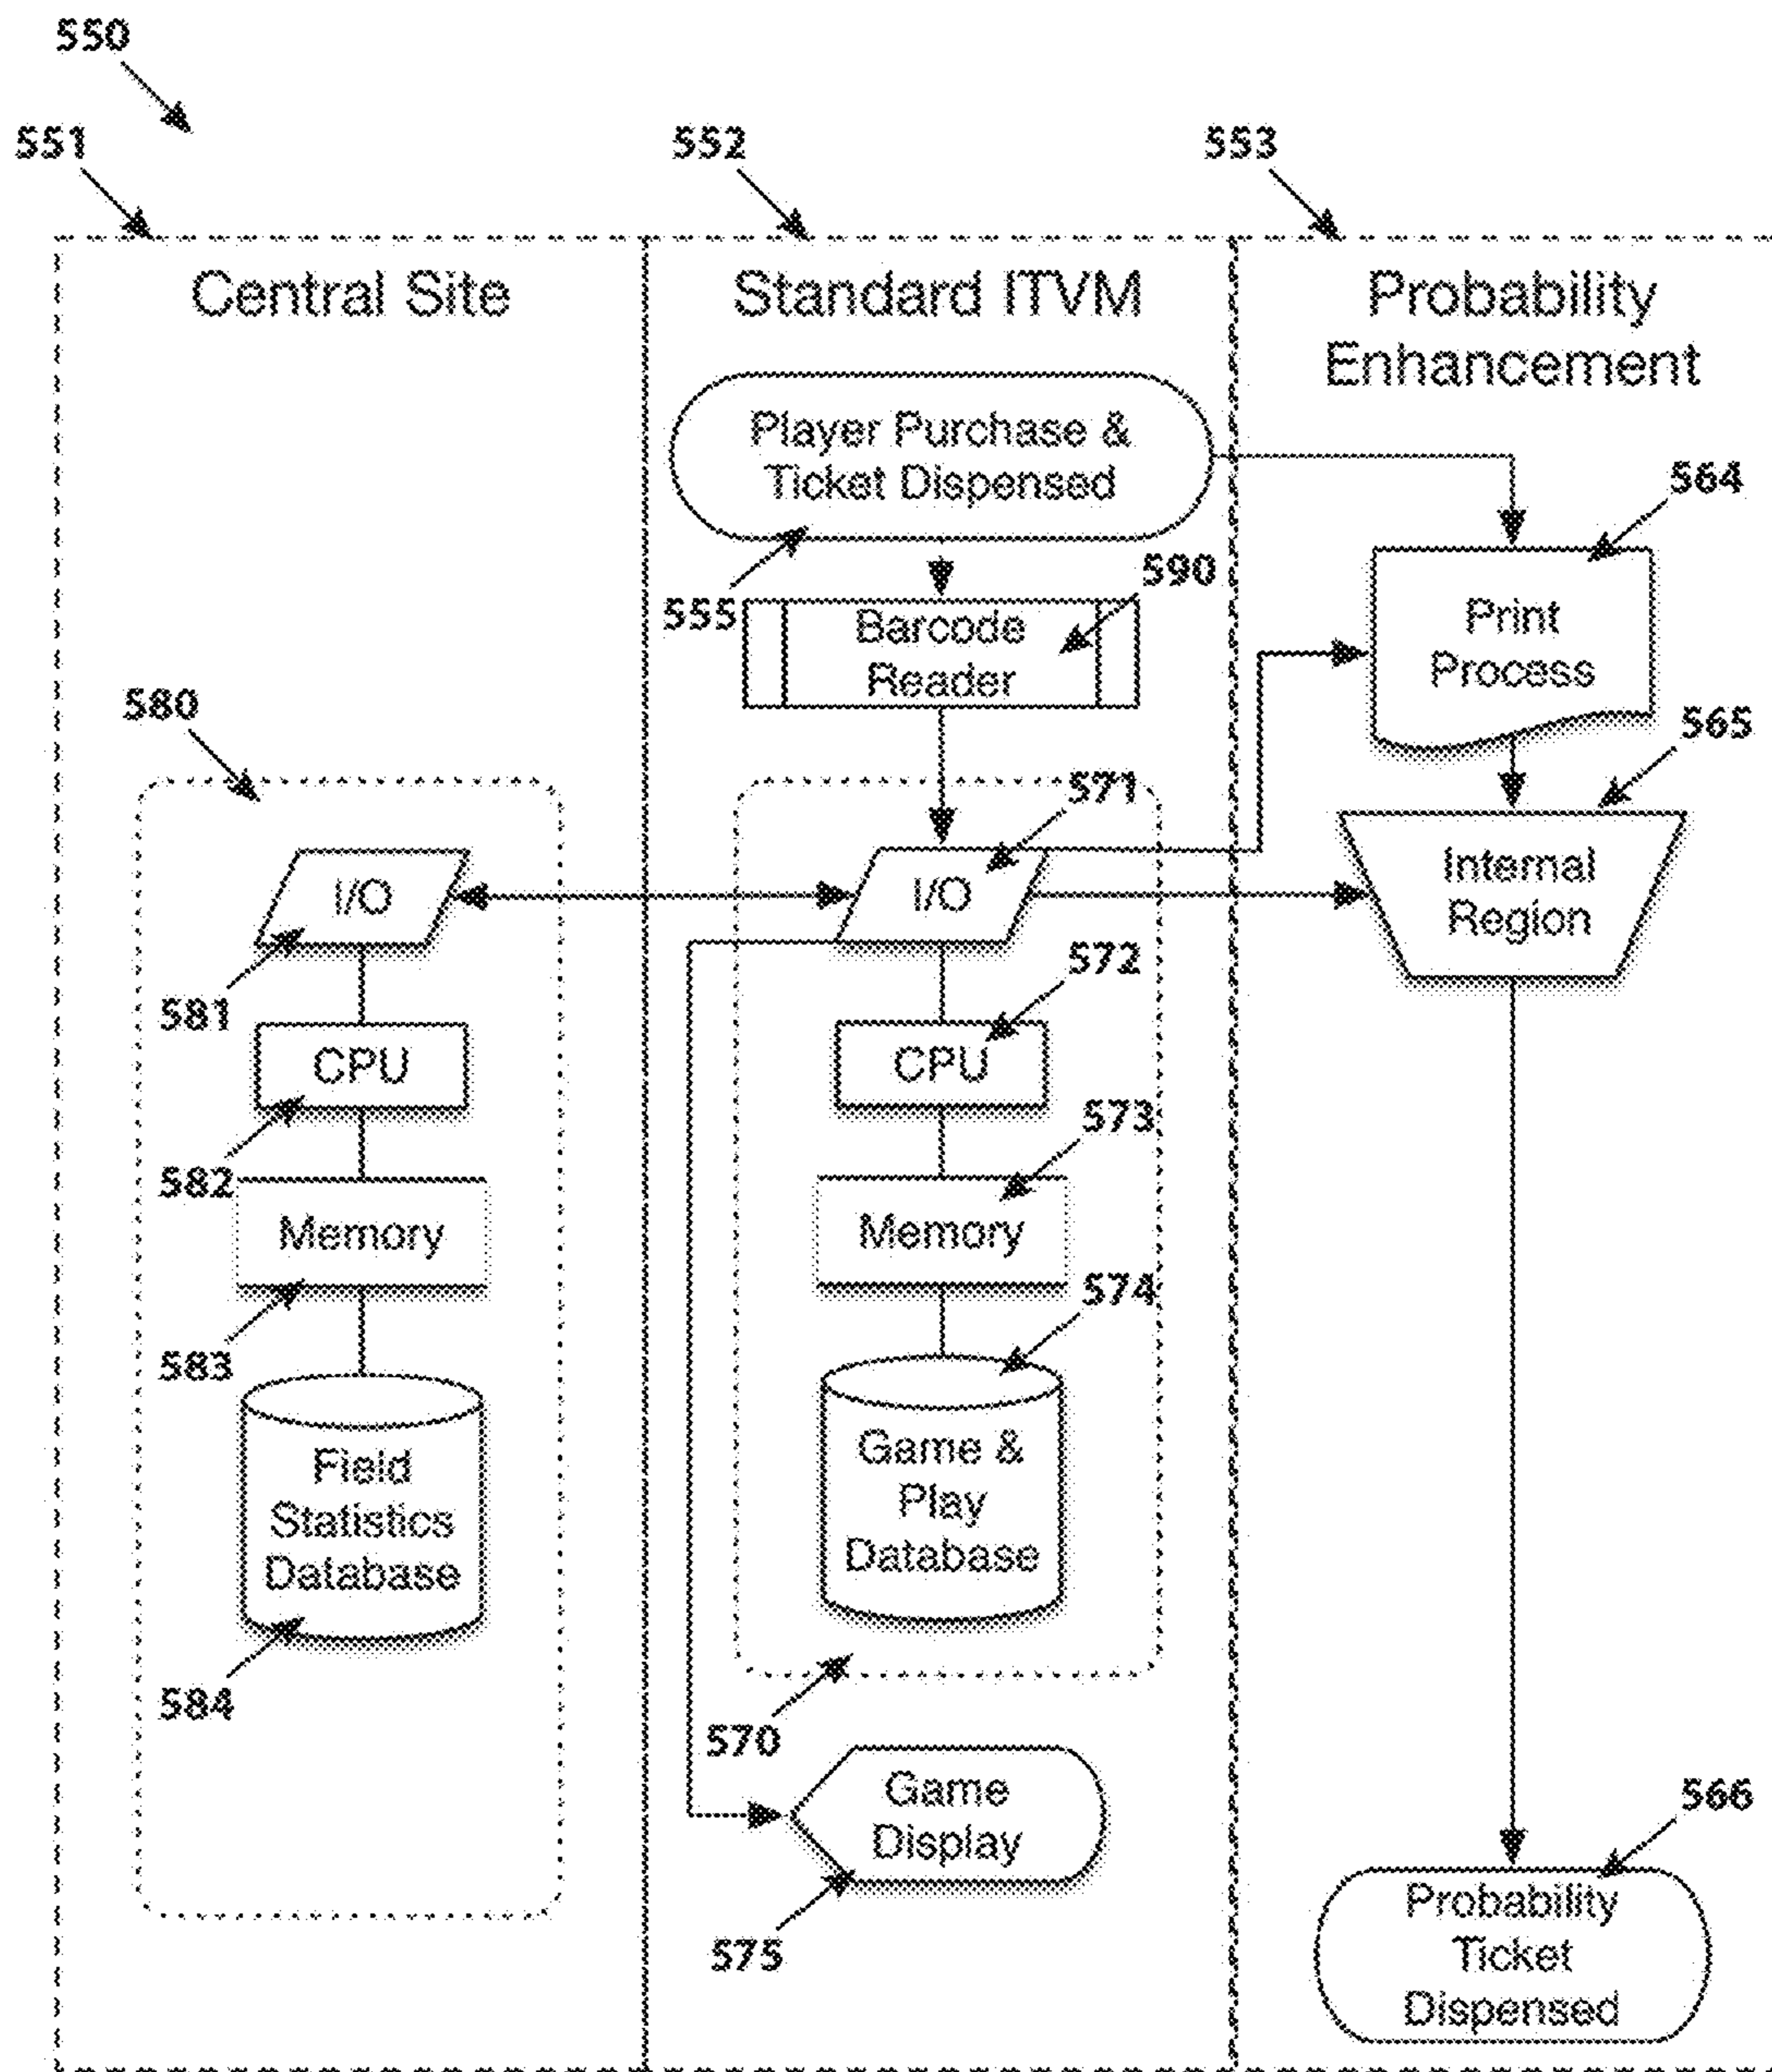 550
551
552
553
Central Site
Standard ITVM
Probability
Enhancement
Player Purchase &
Ticket Dispensed
555
590
Barcode
Reader
564
Print
Process
565
Internal
Region
580
I/O
581
CPU
582
Memory
583
Field
Statistics
Database
584
571
I/O
572
CPU
573
Memory
574
Game &
Play
Database
570
Game
Display
575
566
Probability
Ticket
Dispensed